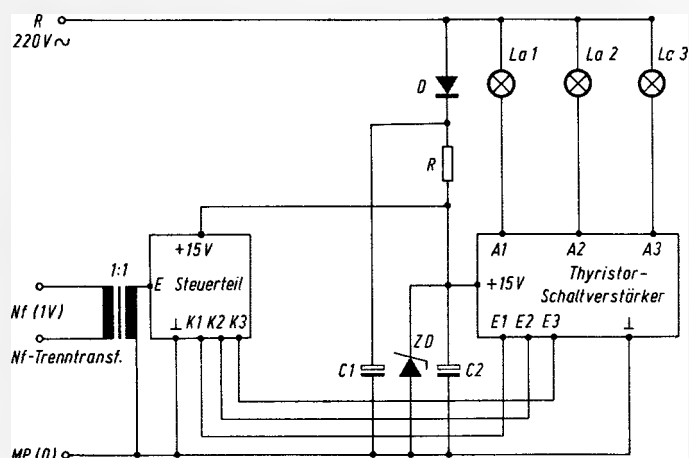 R
220V~
La 1
La 2
Lc 3
D
R
+15V
A1
A2
A3
1:1
E
Steuerteil
+15V
Thyristor-
Schaltverstärker
Nf (1V)
⊥
K1
K2
K3
E1
E2
E3
⊥
Nf-Trenntransf.
ZD
C1
C2
MP (0)